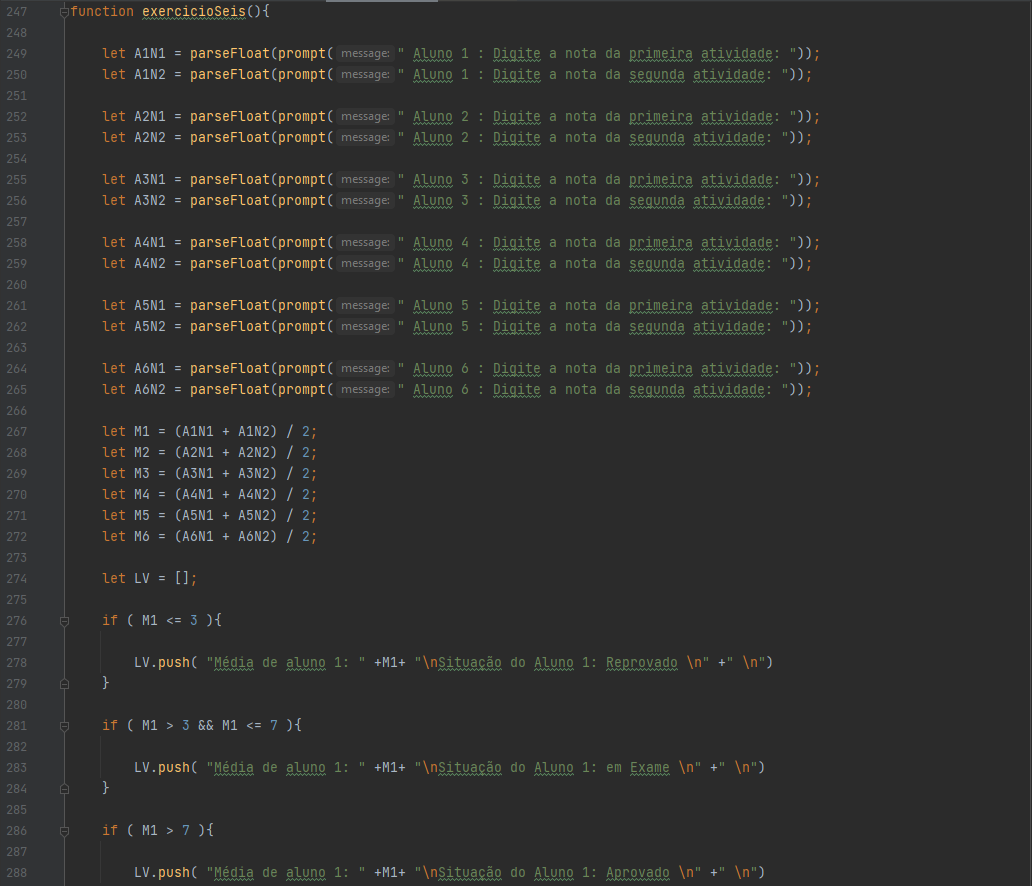 247 function exercicioSeis(){
248
249 let A1N1 = parseFloat(prompt( message: " Aluno 1 : Digite a nota da primeira atividade: "));
250 let A1N2 = parseFloat(prompt( message: " Aluno 1 : Digite a nota da segunda atividade: "));
251
252 let A2N1 = parseFloat(prompt( message: " Aluno 2 : Digite a nota da primeira atividade: "));
253 let A2N2 = parseFloat(prompt( message: " Aluno 2 : Digite a nota da segunda atividade: "));
254
255 let A3N1 = parseFloat(prompt( message: " Aluno 3 : Digite a nota da primeira atividade: "));
256 let A3N2 = parseFloat(prompt( message: " Aluno 3 : Digite a nota da segunda atividade: "));
257
258 let A4N1 = parseFloat(prompt( message: " Aluno 4 : Digite a nota da primeira atividade: "));
259 let A4N2 = parseFloat(prompt( message: " Aluno 4 : Digite a nota da segunda atividade: "));
260
261 let A5N1 = parseFloat(prompt( message: " Aluno 5 : Digite a nota da primeira atividade: "));
262 let A5N2 = parseFloat(prompt( message: " Aluno 5 : Digite a nota da segunda atividade: "));
263
264 let A6N1 = parseFloat(prompt( message: " Aluno 6 : Digite a nota da primeira atividade: "));
265 let A6N2 = parseFloat(prompt( message: " Aluno 6 : Digite a nota da segunda atividade: "));
266
267 let M1 = (A1N1 + A1N2) / 2;
268 let M2 = (A2N1 + A2N2) / 2;
269 let M3 = (A3N1 + A3N2) / 2;
270 let M4 = (A4N1 + A4N2) / 2;
271 let M5 = (A5N1 + A5N2) / 2;
272 let M6 = (A6N1 + A6N2) / 2;
273
274 let LV = [];
275
276 if ( M1 <= 3 ){
277
278 LV.push( "Média de aluno 1: " +M1+ "\nSituação do Aluno 1: Reprovado \n" +" \n")
279 }
280
281 if ( M1 > 3 && M1 <= 7 ){
282
283 LV.push( "Média de aluno 1: " +M1+ "\nSituação do Aluno 1: em Exame \n" +" \n")
284 }
285
286 if ( M1 > 7 ){
287
288 LV.push( "Média de aluno 1: " +M1+ "\nSituação do Aluno 1: Aprovado \n" +" \n")